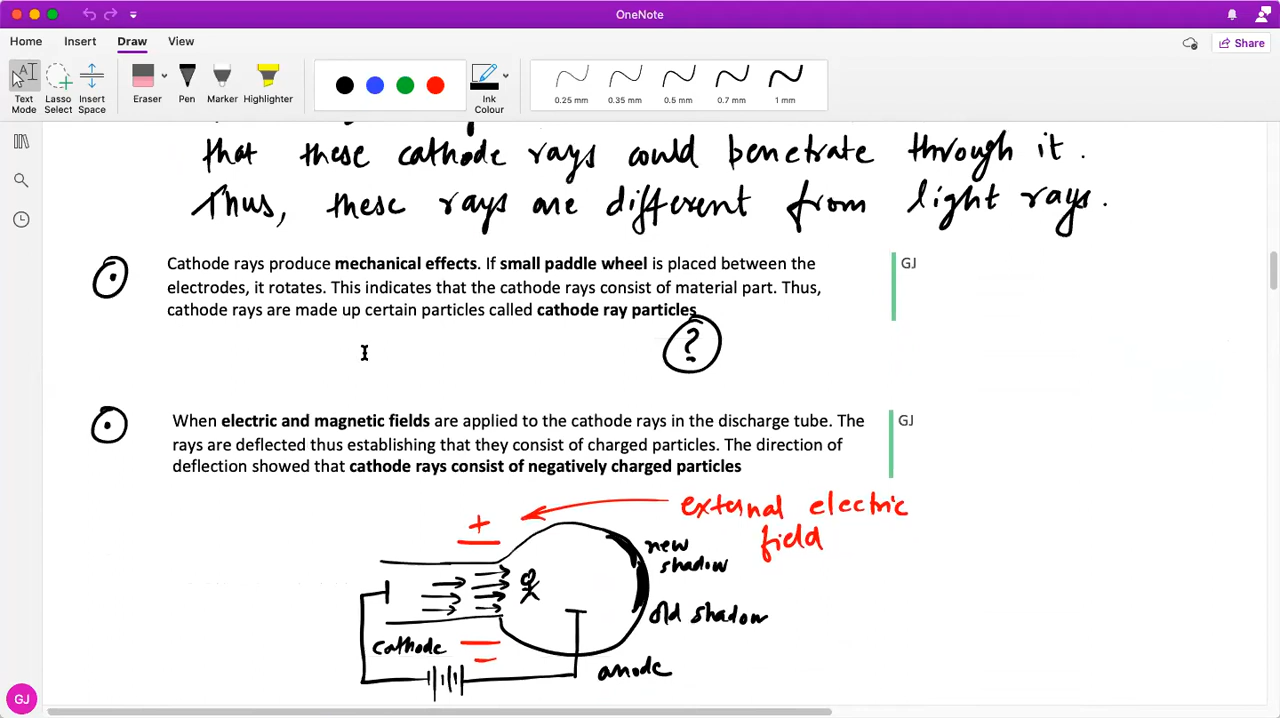 OneNote
Home Insert Draw View
Share
Text Mode
Lasso Select
Insert Space
Eraser
Pen
Marker
Highlighter
Ink Colour
0.25 mm 0.35 mm 0.5 mm 0.7 mm 1 mm
that these cathode rays could penetrate through it.
Thus, these rays are different from light rays.
Cathode rays produce mechanical effects. If small paddle wheel is placed between the
electrodes, it rotates. This indicates that the cathode rays consist of material part. Thus,
cathode rays are made up certain particles called cathode ray particles
GJ
?
When electric and magnetic fields are applied to the cathode rays in the discharge tube. The
rays are deflected thus establishing that they consist of charged particles. The direction of
deflection showed that cathode rays consist of negatively charged particles
GJ
external electric
field
+
new
shadow
old shadow
cathode
−
anode
GJ